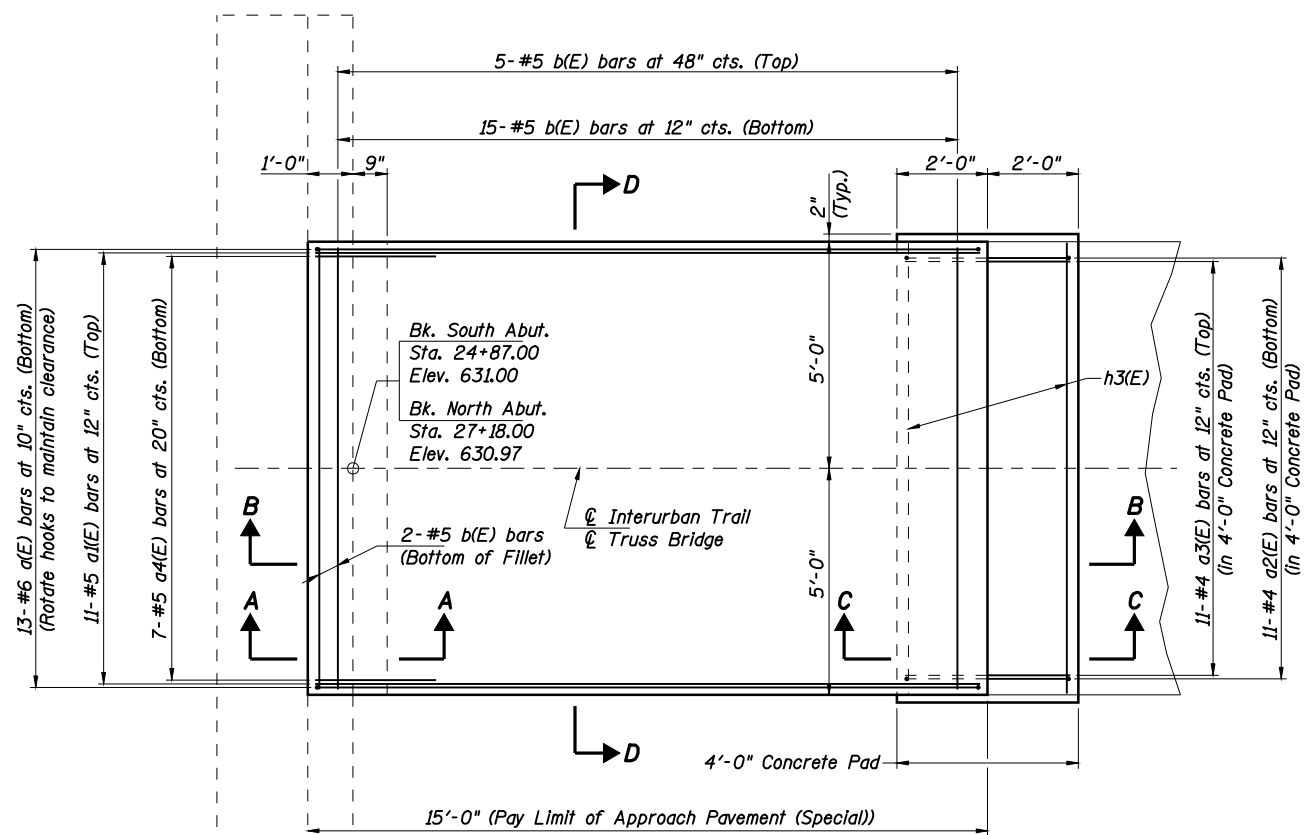 5-#5 b(E) bars at 48" cts. (Top)
15-#5 b(E) bars at 12" cts. (Bottom)
1'-0"
9"
D
2"
(Typ.)
2'-0"
2'-0"
13-#6 a(E) bars at 10" cts. (Bottom)
(Rotate hooks to maintain clearance)
11-#5 a1(E) bars at 12" cts. (Top)
7-#5 a4(E) bars at 20" cts. (Bottom)
Bk. South Abut.
Sta. 24+87.00
Elev. 631.00
Bk. North Abut.
Sta. 27+18.00
Elev. 630.97
5'-0"
h3(E)
11-#4 a3(E) bars at 12" cts. (Top)
(In 4'-0" Concrete Pad)
11-#4 a2(E) bars at 12" cts. (Bottom)
(In 4'-0" Concrete Pad)
B
2-#5 b(E) bars
(Bottom of Fillet)
℄ Interurban Trail
℄ Truss Bridge
5'-0"
B
A
A
C
C
D
4'-0" Concrete Pad
15'-0" (Pay Limit of Approach Pavement (Special))